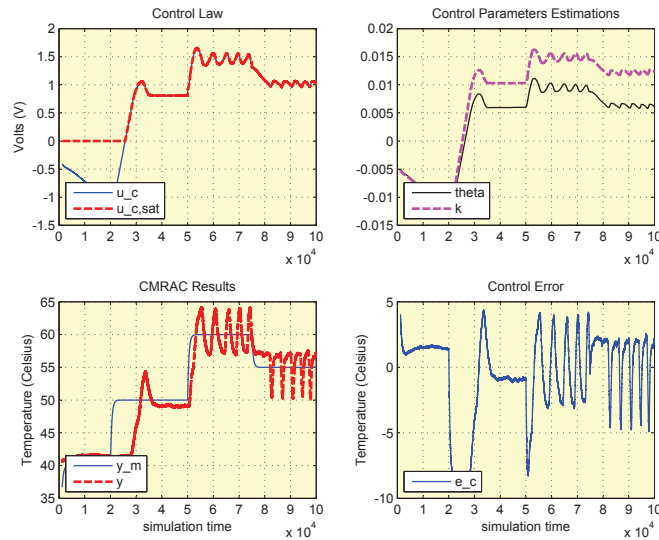 Control Law
Volts (V)
2
1.5
1
0.5
0
-0.5
-1
-1.5
u_c
u_c,sat
0 1 2 3 4 5 6 7 8 9 10
x 10^4
Control Parameters Estimations
0.02
0.015
0.01
0.005
0
-0.005
-0.01
-0.015
theta
k
0 1 2 3 4 5 6 7 8 9 10
x 10^4
CMRAC Results
Temperature (Celsius)
65
60
55
50
45
40
35
y_m
y
0 1 2 3 4 5 6 7 8 9 10
simulation time
x 10^4
Control Error
Temperature (Celsius)
5
0
-5
-10
e_c
0 1 2 3 4 5 6 7 8 9 10
simulation time
x 10^4